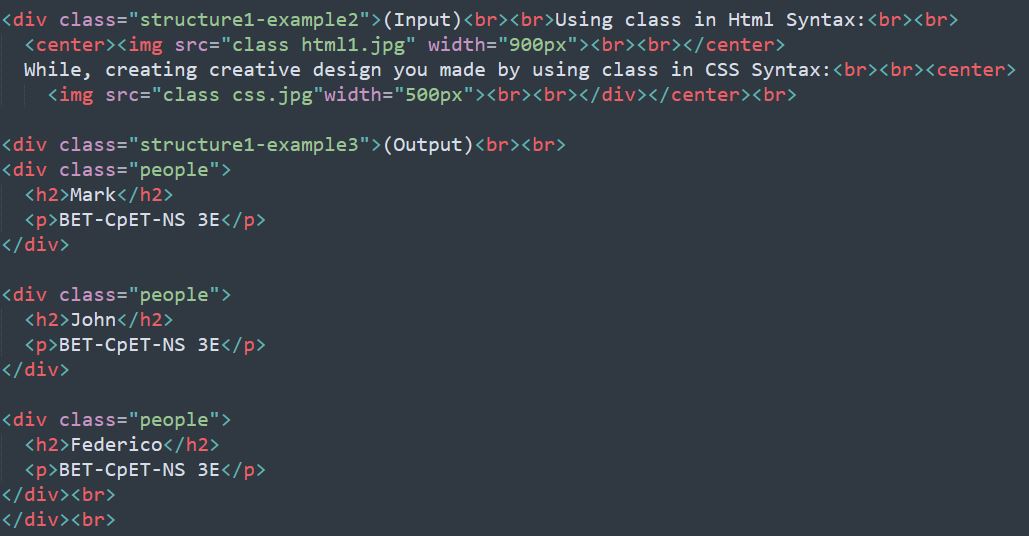 <div class="structure1-example2">(Input)<br><br>Using class in Html Syntax:<br><br>
  <center><img src="class html1.jpg" width="900px"><br><br></center>
  While, creating creative design you made by using class in CSS Syntax:<br><br><center>
    <img src="class css.jpg"width="500px"><br><br></div></center><br>

<div class="structure1-example3">(Output)<br><br>
<div class="people">
  <h2>Mark</h2>
  <p>BET-CpET-NS 3E</p>
</div>

<div class="people">
  <h2>John</h2>
  <p>BET-CpET-NS 3E</p>
</div>

<div class="people">
  <h2>Federico</h2>
  <p>BET-CpET-NS 3E</p>
</div><br>
</div><br>